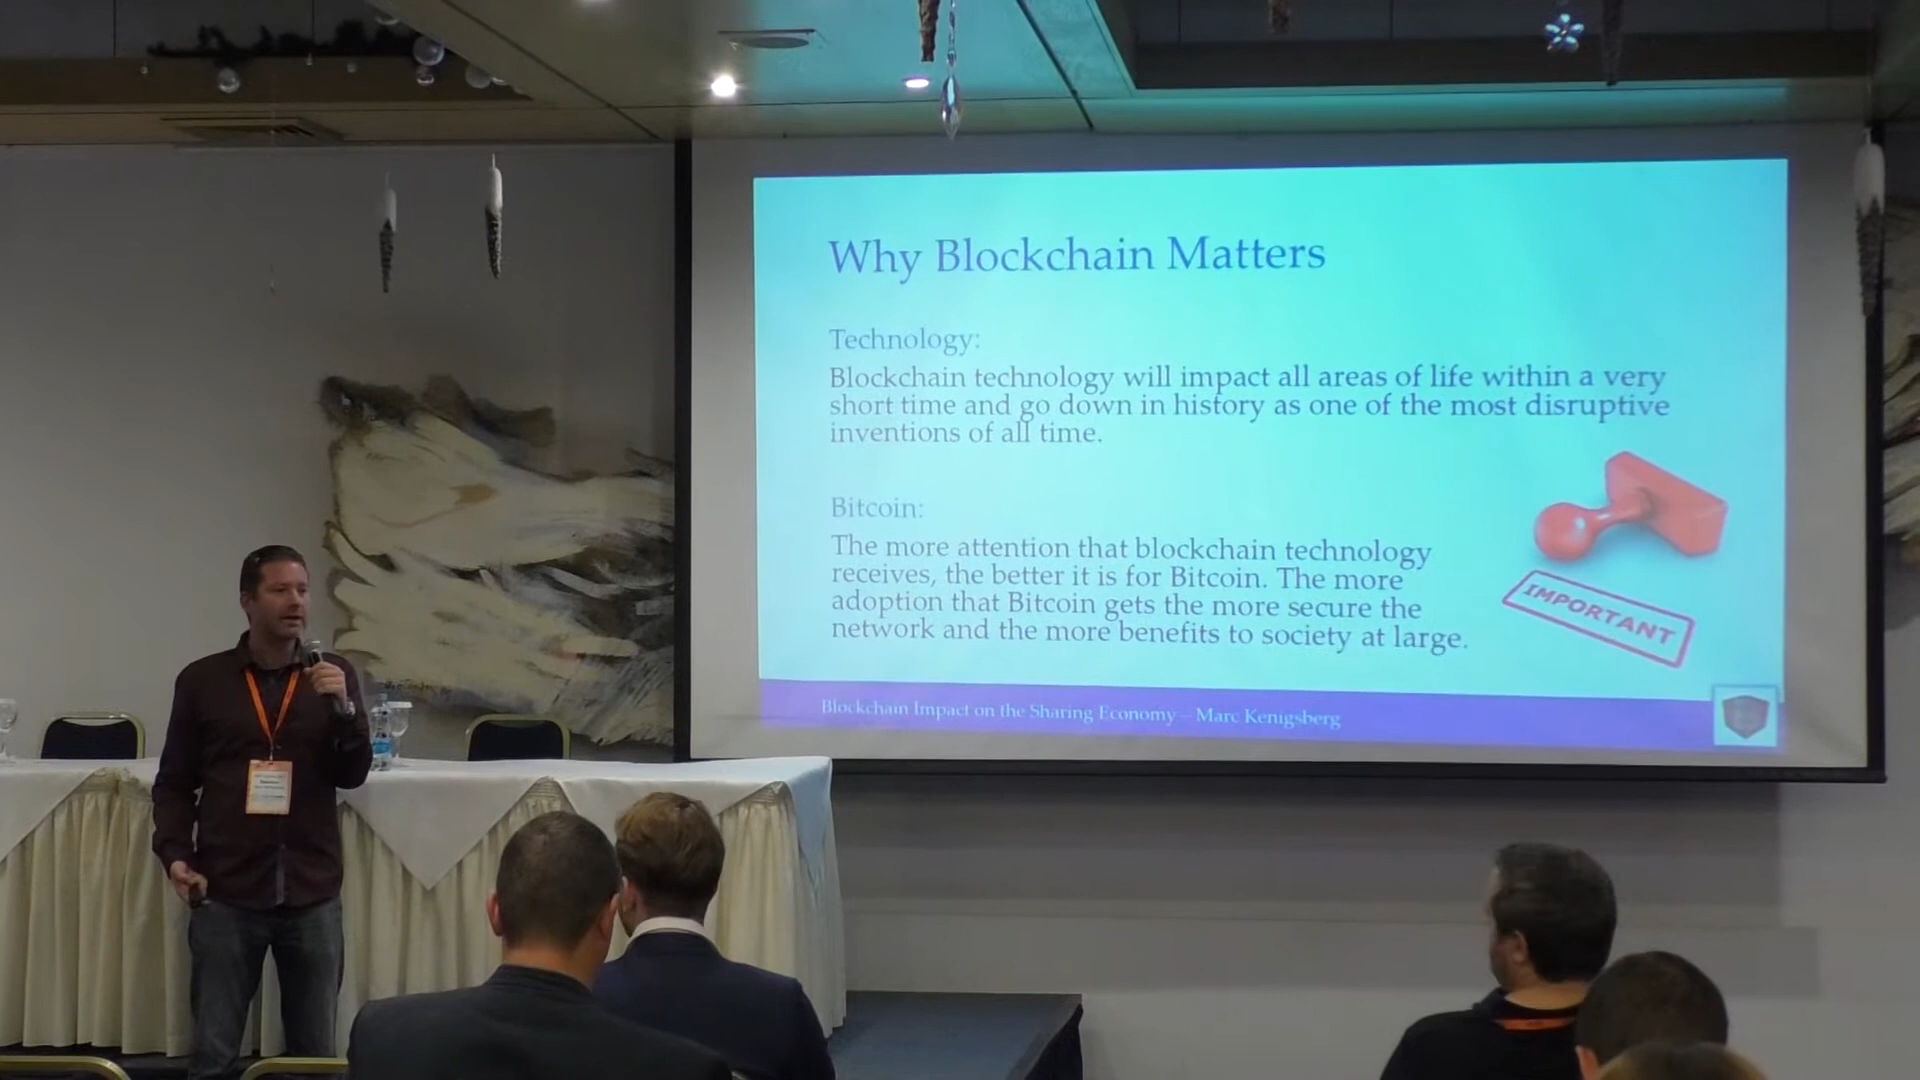 Why Blockchain Matters
Technology:
Blockchain technology will impact all areas of life within a very
short time and go down in history as one of the most disruptive
inventions of all time.
Bitcoin:
The more attention that blockchain technology
receives, the better it is for Bitcoin. The more
adoption that Bitcoin gets the more secure the
network and the more benefits to society at large.
IMPORTANT
Blockchain Impact on the Sharing Economy – Marc Kenigsberg